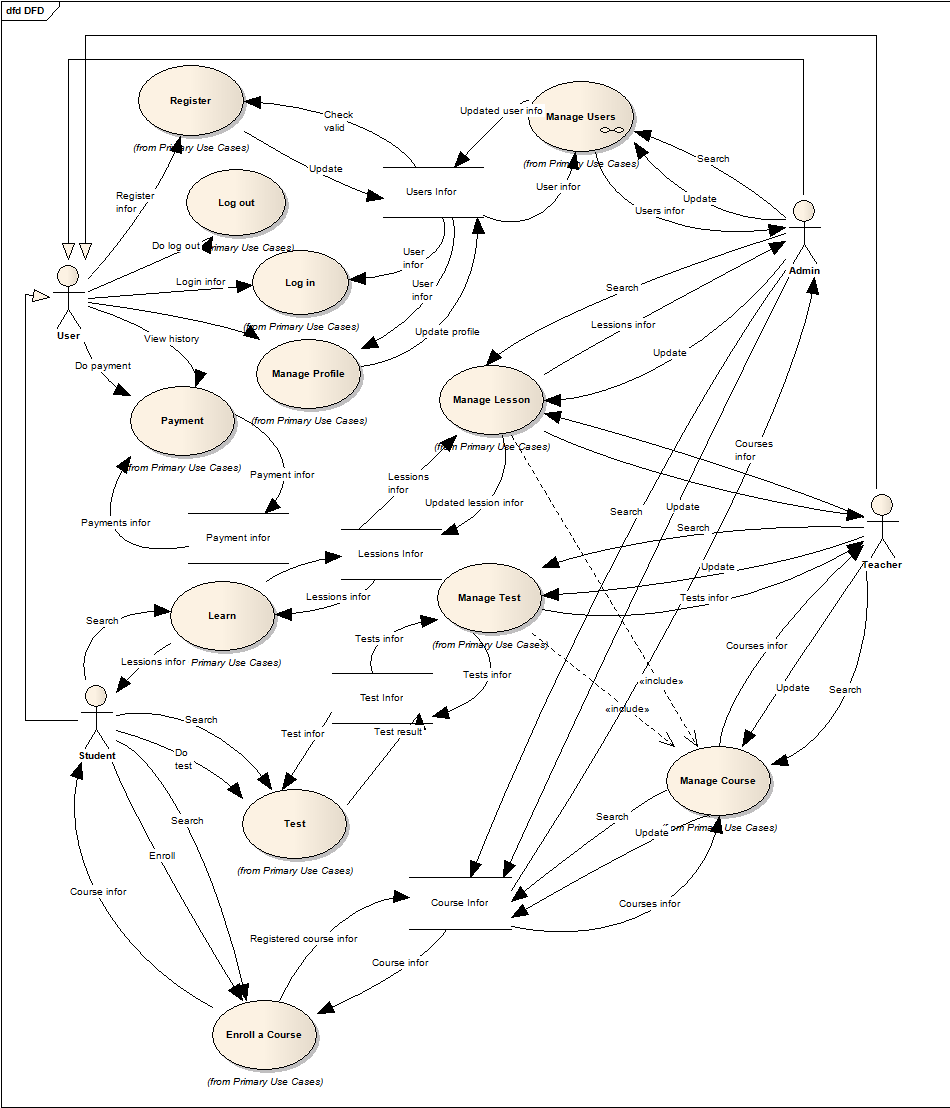 dfd DFD
Register
(from Primary Use Cases)
Check
valid
Updated user info
Manage Users
(from Primary Use Cases)
Search
Update
Update
Users Infor
User infor
Users infor
Register
infor
Log out
rimary Use Cases)
Do log out
Admin
User
infor
Login infor
Log in
(from Primary Use Cases)
User
infor
Search
Lessions infor
User
View history
Update profile
Do payment
Manage Profile
(from Primary Use Cases)
Update
Manage Lesson
(from Primary Use Cases)
Payment
from Primary Use Cases)
Courses
infor
Payment infor
Lessions
infor
Updated lession infor
Payments infor
Payment infor
Search
Update
Search
Lessions Infor
Teacher
Update
Manage Test
(from Primary Use Cases)
Lessions infor
Tests infor
Search
Learn
Primary Use Cases)
Tests infor
Lessions infor
Tests infor
Courses infor
«include»
Update
Search
Test Infor
«include»
Student
Search
Test infor
Test result
Do
test
Manage Course
rom Primary Use Cases)
Search
Test
(from Primary Use Cases)
Search
Update
Enroll
Course infor
Course Infor
Courses infor
Registered course infor
Course infor
Enroll a Course
(from Primary Use Cases)